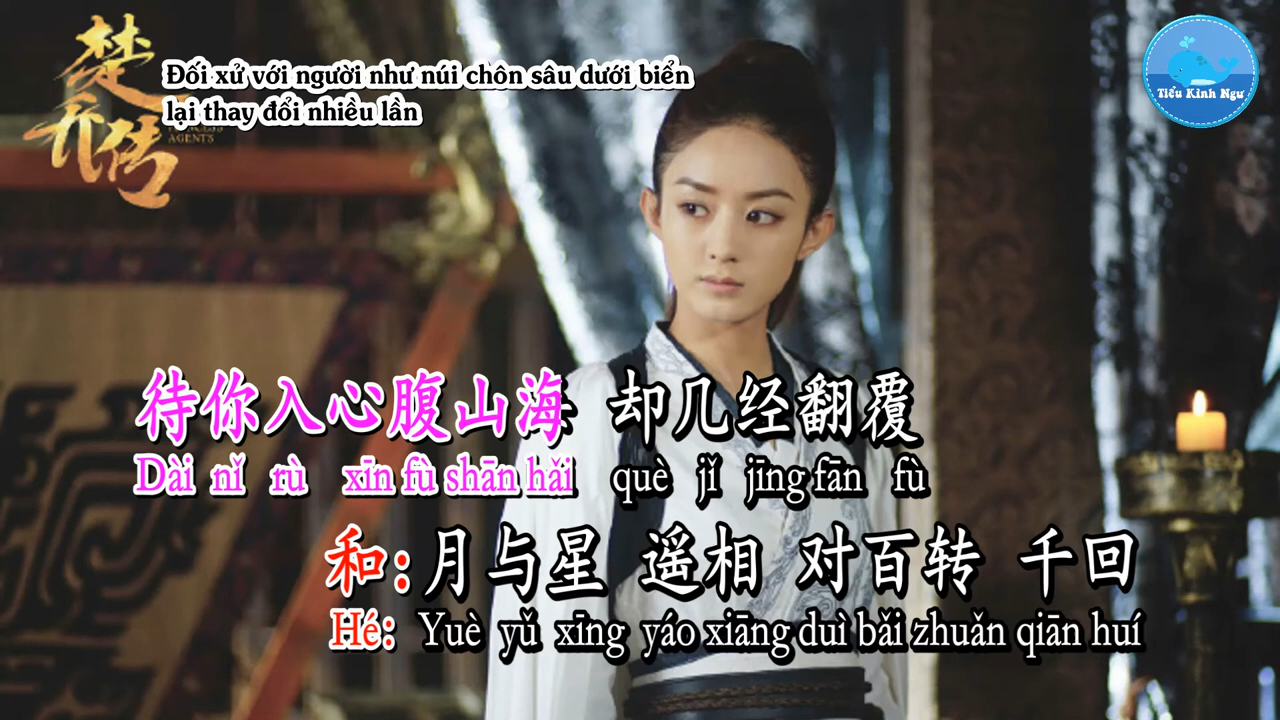 楚乔传
PRINCESS
AGENTS
Đối xử với người như núi chôn sâu dưới biển
lại thay đổi nhiều lần
Tiểu Kình Ngư
待你入心腹山海 却几经翻覆
Dài nǐ rù xīn fù shān hǎi què jǐ jīng fān fù
和:月与星 遥相 对百转 千回
Hé: Yuè yǔ xīng yáo xiāng duì bǎi zhuǎn qiān huí